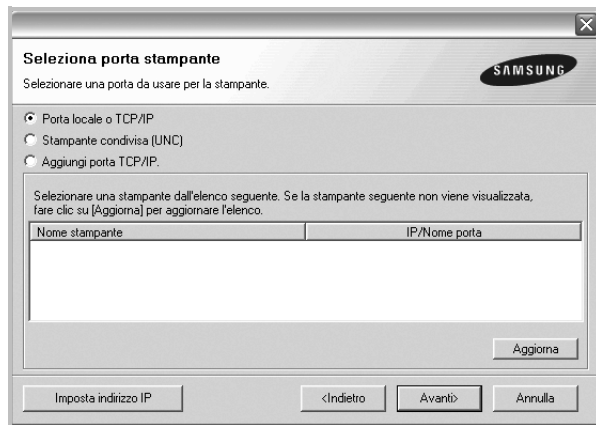 Seleziona porta stampante
Selezionare una porta da usare per la stampante.
SAMSUNG
Porta locale o TCP/IP
Stampante condivisa (UNC)
Aggiungi porta TCP/IP.
Selezionare una stampante dall'elenco seguente. Se la stampante seguente non viene visualizzata,
fare clic su [Aggiorna] per aggiornare l'elenco.
Nome stampante IP/Nome porta
Aggiorna
Imposta indirizzo IP <Indietro Avanti> Annulla